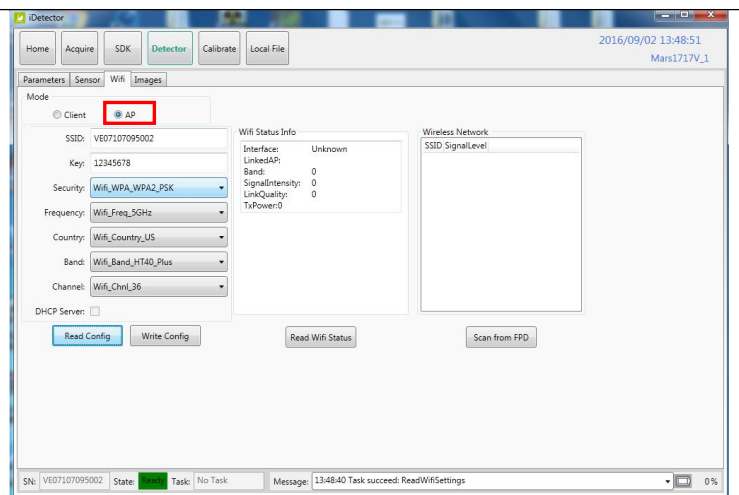 iDetector
Home Acquire SDK Detector Calibrate Local File
2016/09/02 13:48:51
Mars1717V_1
Parameters Sensor Wifi Images
Mode
Client AP
SSID: VE07107095002
Key: 12345678
Security: Wifi_WPA_WPA2_PSK
Frequency: Wifi_Freq_5GHz
Country: Wifi_Country_US
Band: Wifi_Band_HT40_Plus
Channel: Wifi_Chnl_36
DHCP Server:
Read Config Write Config
Wifi Status Info
Interface: Unknown
LinkedAP:
Band: 0
SignalIntensity: 0
LinkQuality: 0
TxPower:0
Read Wifi Status
Wireless Network
SSID SignalLevel
Scan from FPD
SN: VE07107095002 State: Ready Task: No Task Message: 13:48:40 Task succeed: ReadWifiSettings 0%